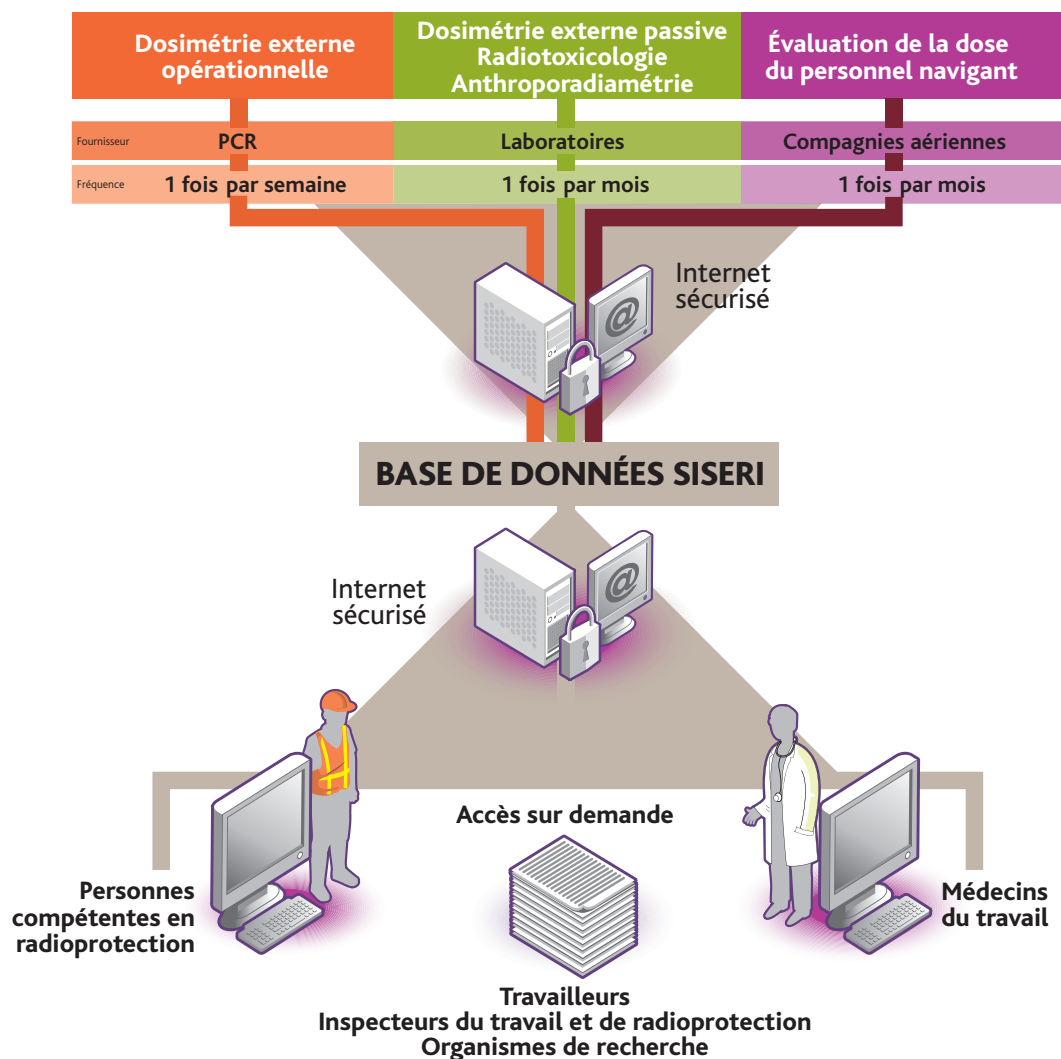 Dosimétrie externe
opérationnelle
Dosimétrie externe passive
Radiotoxicologie
Anthroporadiamétrie
Évaluation de la dose
du personnel navigant
Fournisseur
PCR
Laboratoires
Compagnies aériennes
Fréquence
1 fois par semaine
1 fois par mois
1 fois par mois
Internet
sécurisé
@
BASE DE DONNÉES SISERI
Internet
sécurisé
@
Accès sur demande
Personnes
compétentes en
radioprotection
Médecins
du travail
Travailleurs
Inspecteurs du travail et de radioprotection
Organismes de recherche